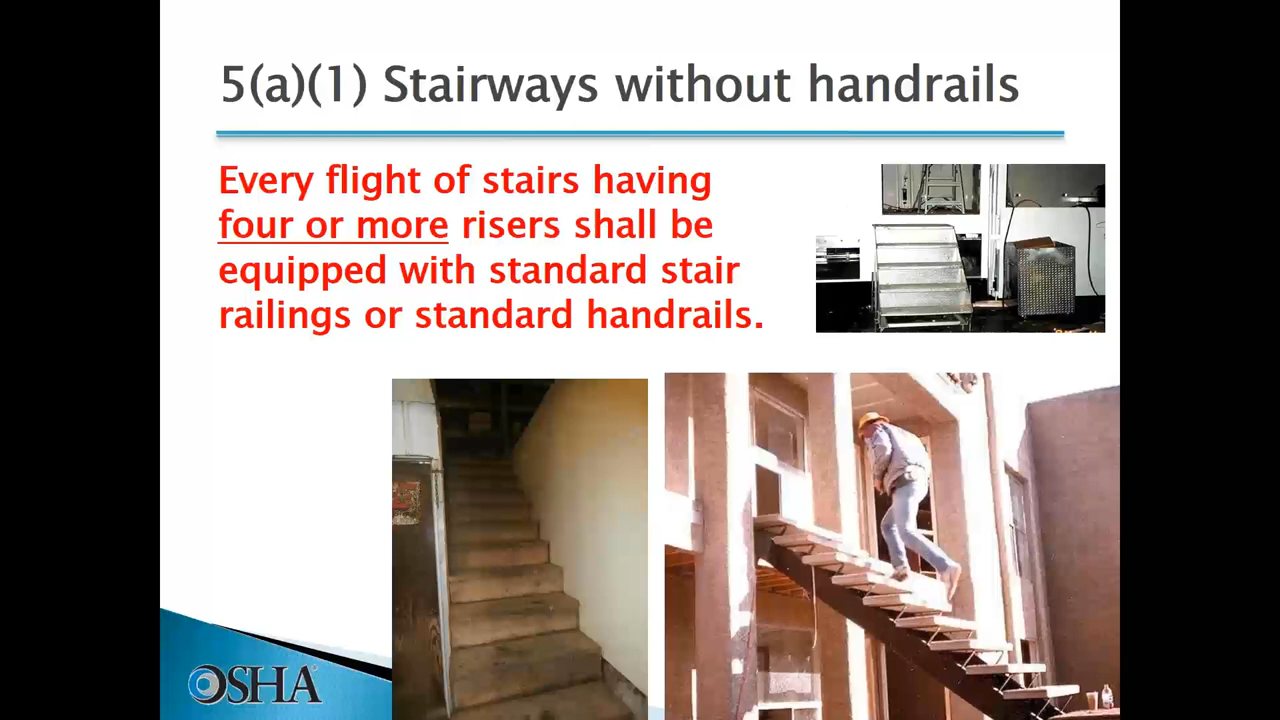 5(a)(1) Stairways without handrails
Every flight of stairs having
four or more risers shall be
equipped with standard stair
railings or standard handrails.
OSHA®